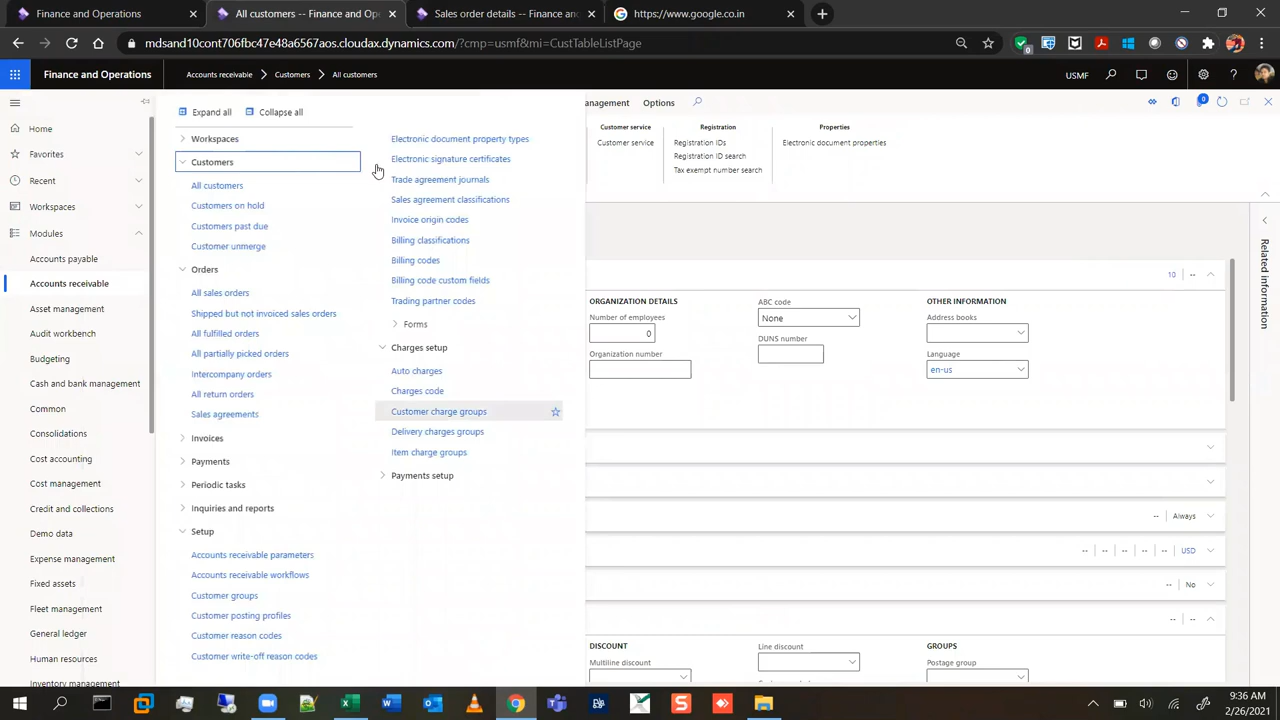 All customers -- Finance and Op
Sales order details -- Finance an
https://www.google.co.in
mdsand10cont706fbc47e48a6567aos.cloudax.dynamics.com/?cmp=usmf&mi=CustTableListPage
Finance and Operations
Accounts receivable
Customers
All customers
USMF
Expand all
Collapse all
Home
Favorites
Recent
Workspaces
Modules
Accounts payable
Accounts receivable
Asset management
Audit workbench
Budgeting
Cash and bank management
Common
Consolidations
Cost accounting
Cost management
Credit and collections
Demo data
Expense management
Fixed assets
Fleet management
General ledger
Human resources
Inventory management
Workspaces
Customers
All customers
Customers on hold
Customers past due
Customer unmerge
Orders
All sales orders
Shipped but not invoiced sales orders
All fulfilled orders
All partially picked orders
Intercompany orders
All return orders
Sales agreements
Invoices
Payments
Periodic tasks
Inquiries and reports
Setup
Accounts receivable parameters
Accounts receivable workflows
Customer groups
Customer posting profiles
Customer reason codes
Customer write-off reason codes
Electronic document property types
Electronic signature certificates
Trade agreement journals
Sales agreement classifications
Invoice origin codes
Billing classifications
Billing codes
Billing code custom fields
Trading partner codes
Forms
Charges setup
Auto charges
Charges code
Customer charge groups
Delivery charges groups
Item charge groups
Payments setup
nagement
Options
0
Customer service
Customer service
Registration
Registration IDs
Registration ID search
Tax exempt number search
Properties
Electronic document properties
Related information
10 --
ORGANIZATION DETAILS
Number of employees
0
Organization number
ABC code
None
DUNS number
OTHER INFORMATION
Address books
Language
en-us
-- Always
-- -- -- -- USD
-- No
-- --
DISCOUNT
Multiline discount
Line discount
GROUPS
Postage group
9:36 AM
2/26/2021